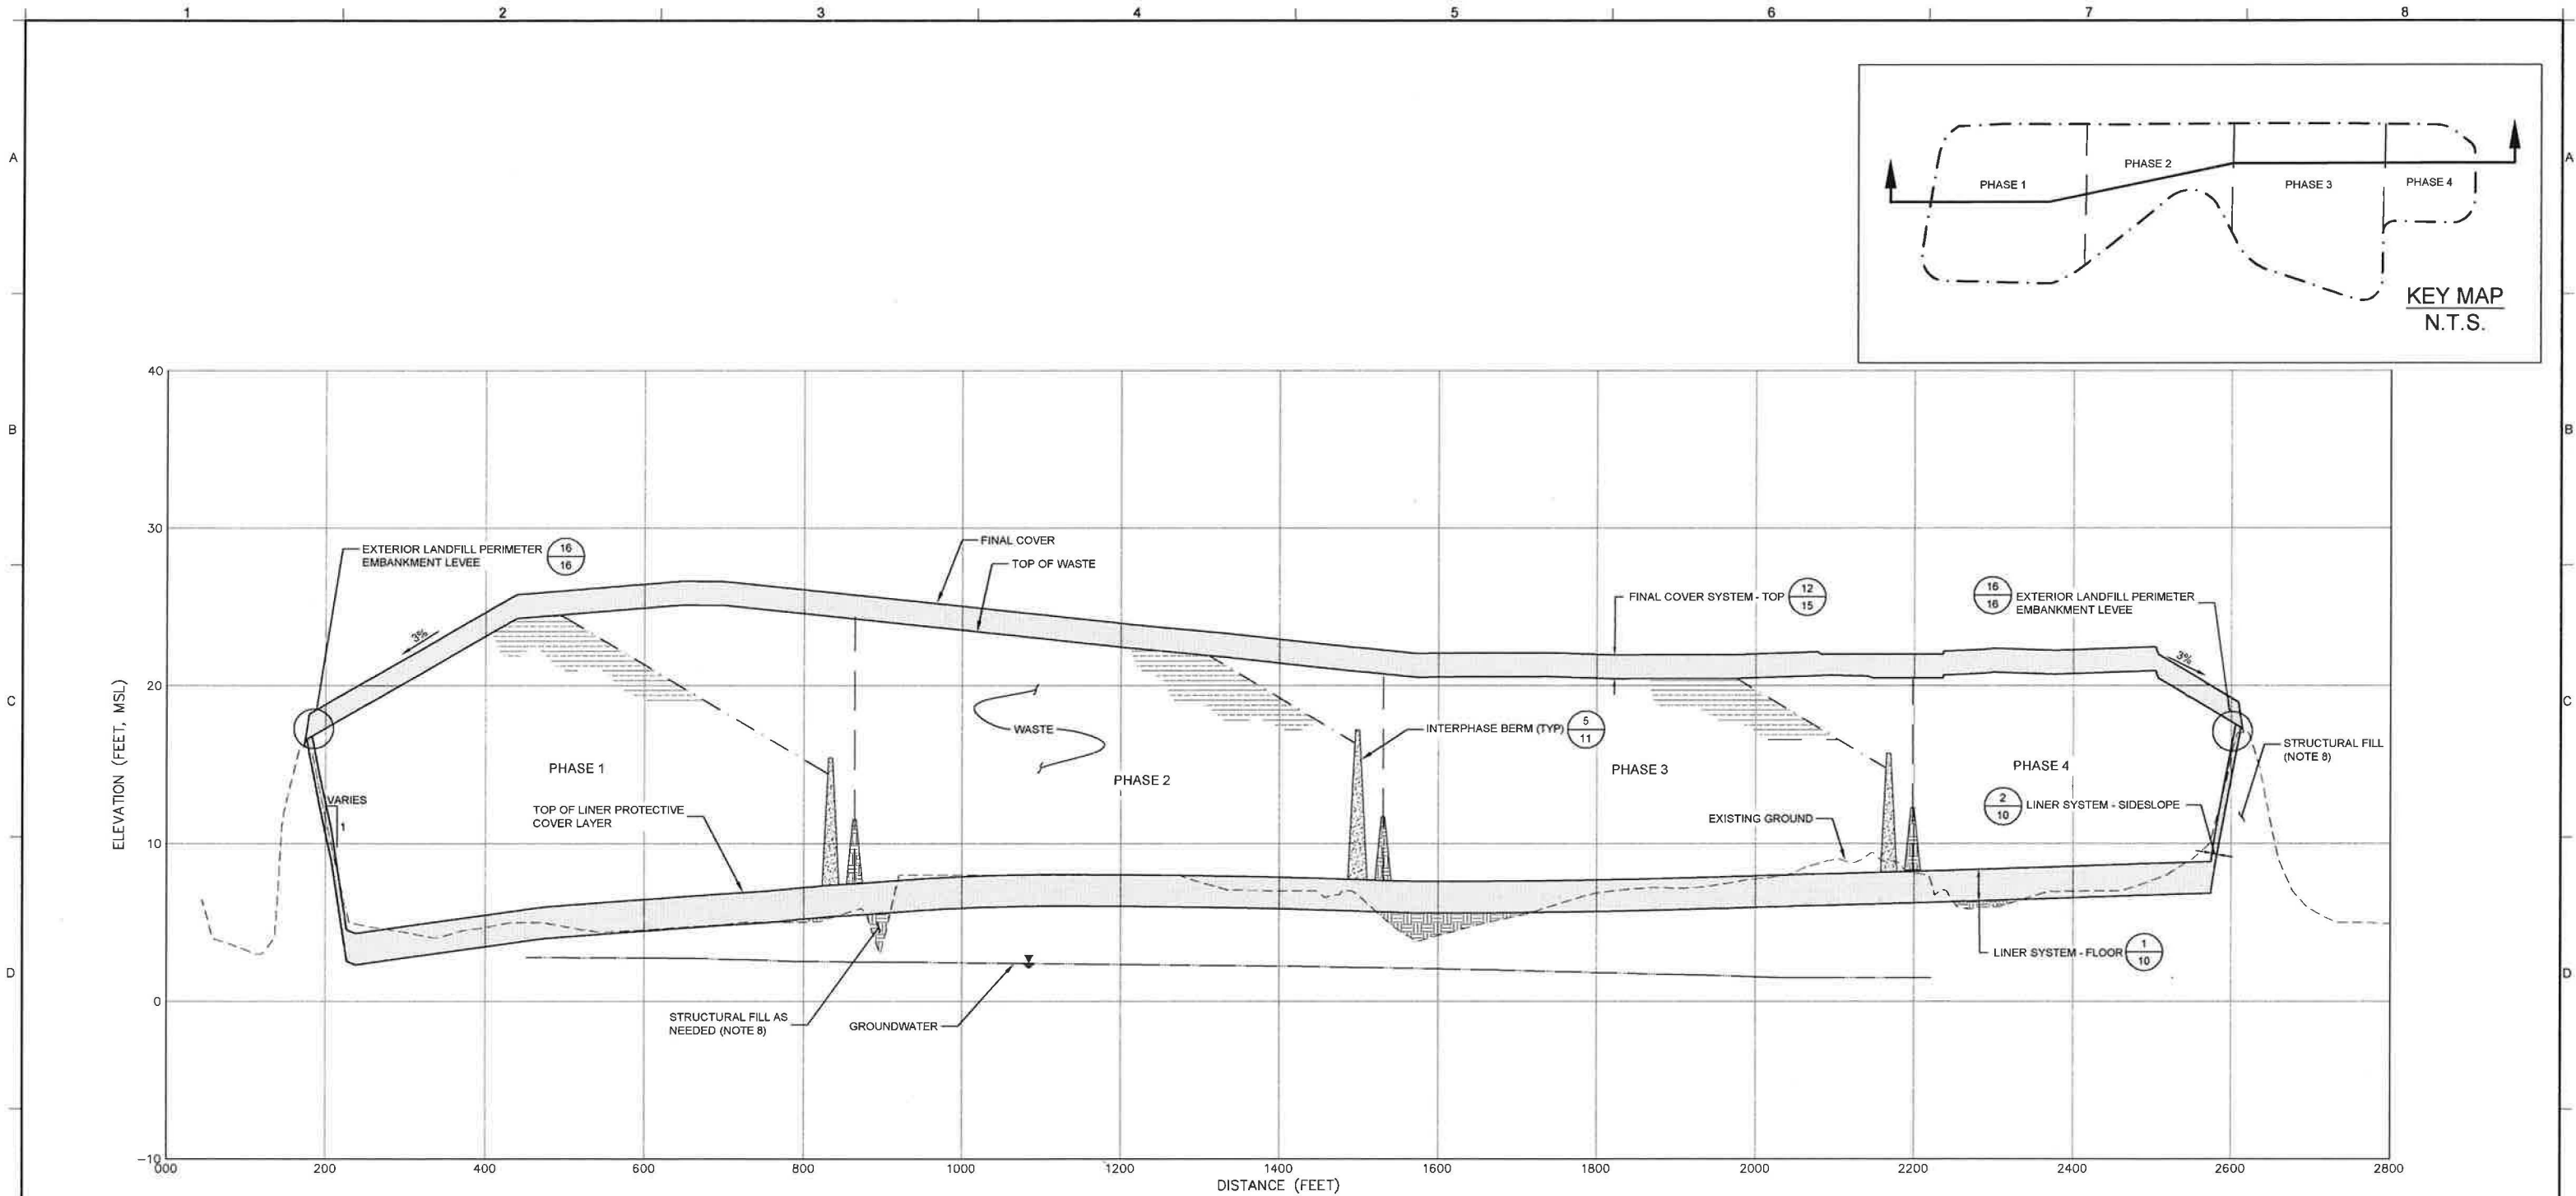 1 2 3 4 5 6 7 8
A
A
B
B
C
C
D
D
PHASE 1
PHASE 2
PHASE 3
PHASE 4
KEY MAP
N.T.S.
40
30
20
10
0
-10
ELEVATION (FEET, MSL)
EXTERIOR LANDFILL PERIMETER
EMBANKMENT LEVEE
16
16
FINAL COVER
TOP OF WASTE
FINAL COVER SYSTEM - TOP
12
15
16
16
EXTERIOR LANDFILL PERIMETER
EMBANKMENT LEVEE
3%
3%
WASTE
INTERPHASE BERM (TYP)
5
11
STRUCTURAL FILL
(NOTE 8)
PHASE 1
PHASE 2
PHASE 3
PHASE 4
VARIES
1
TOP OF LINER PROTECTIVE
COVER LAYER
EXISTING GROUND
2
10
LINER SYSTEM - SIDESLOPE
LINER SYSTEM - FLOOR
1
10
STRUCTURAL FILL AS
NEEDED (NOTE 8)
GROUNDWATER
000 200 400 600 800 1000 1200 1400 1600 1800 2000 2200 2400 2600 2800
DISTANCE (FEET)